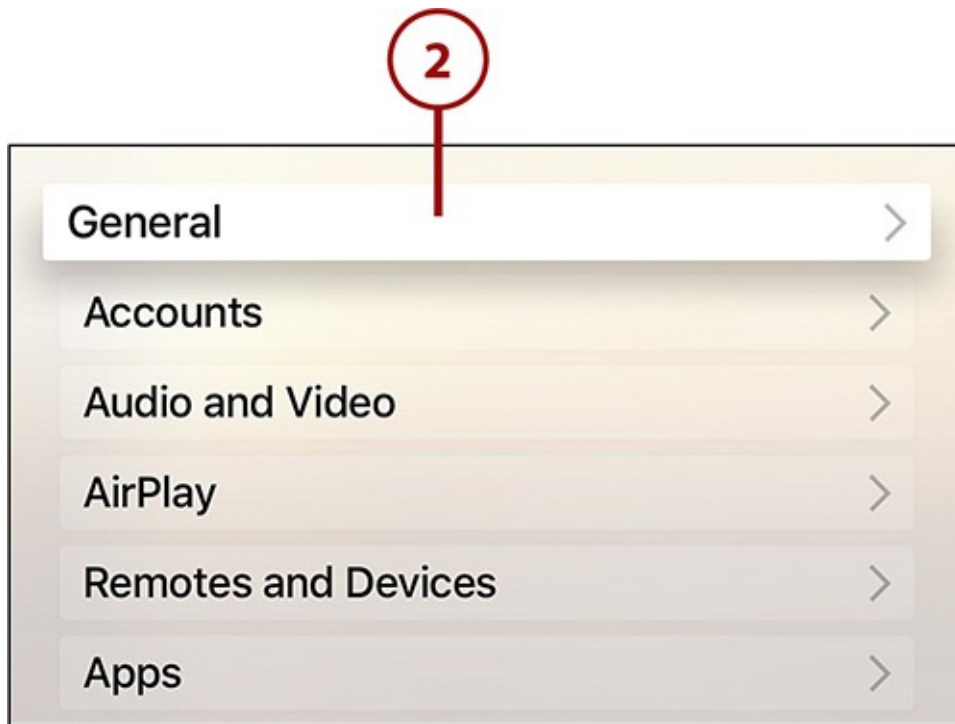 2
General
Accounts
Audio and Video
AirPlay
Remotes and Devices
Apps